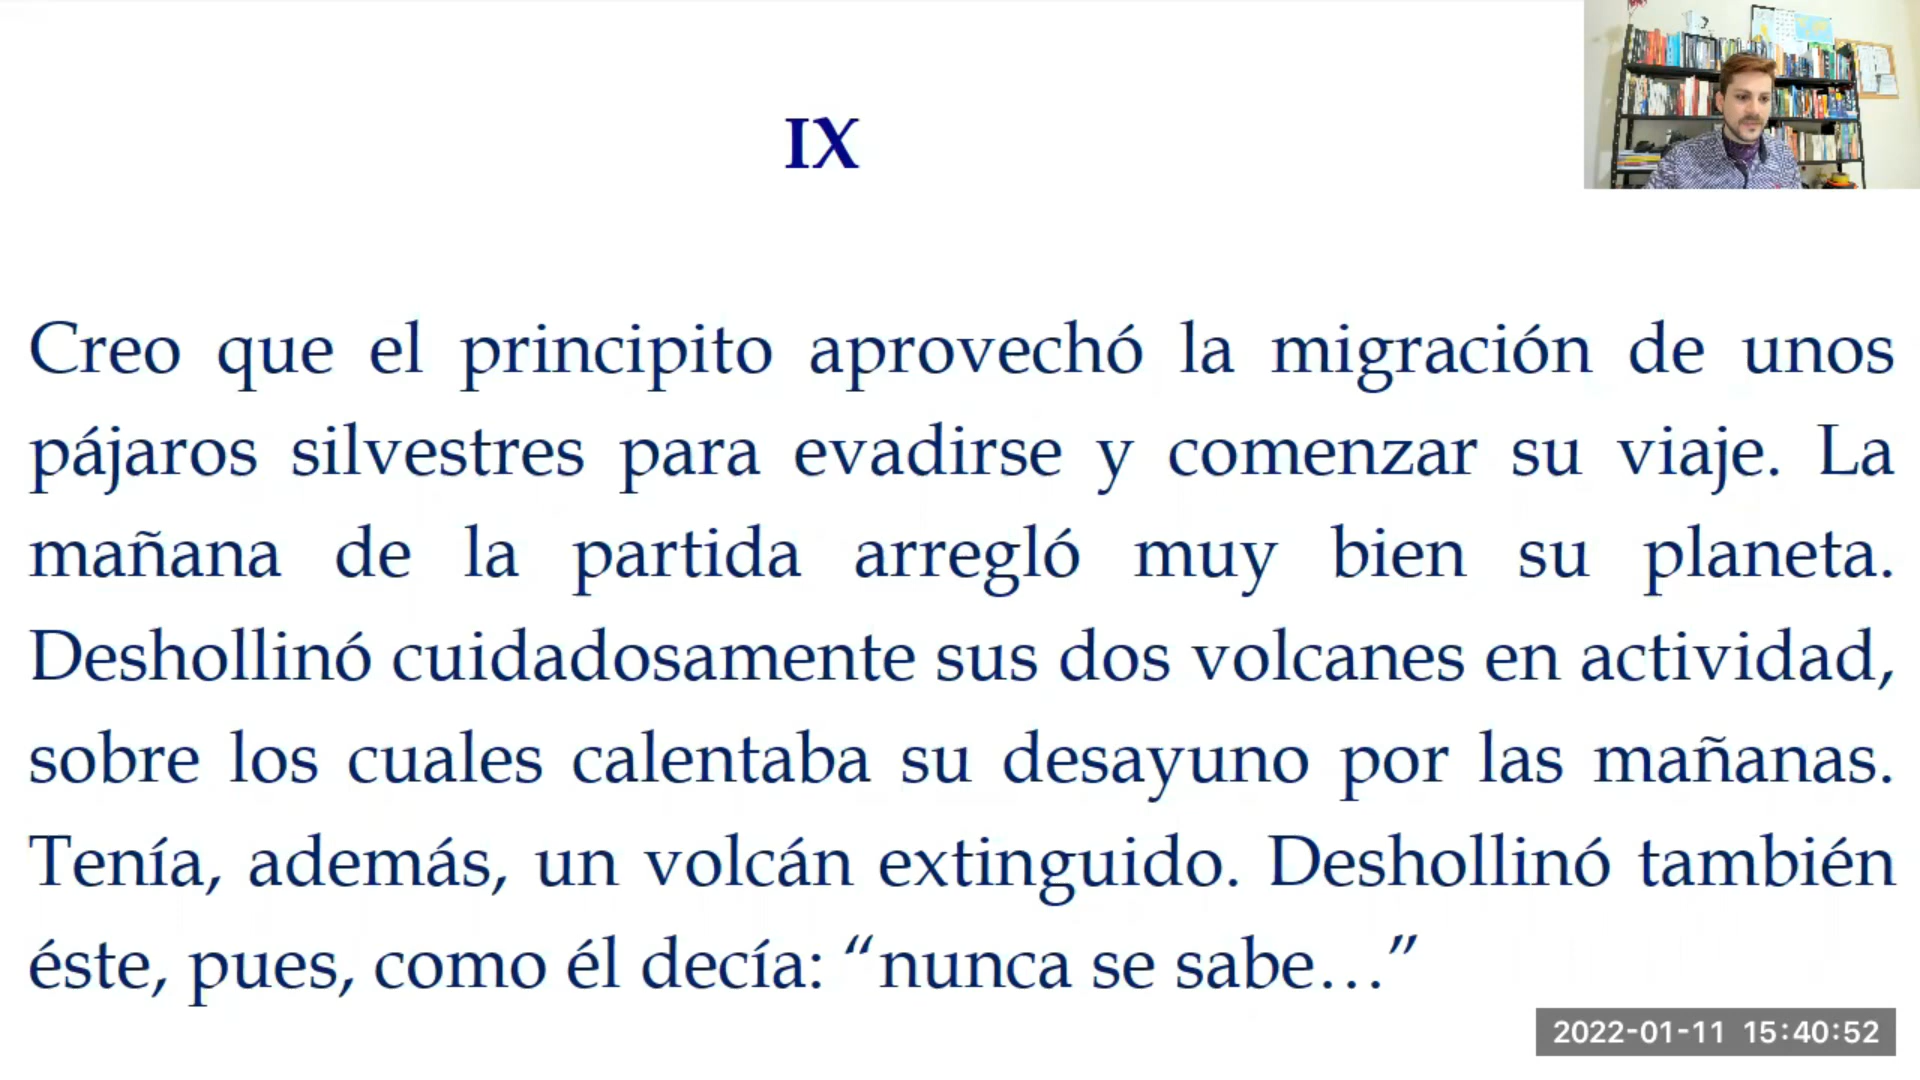 IX
Creo que el principito aprovechó la migración de unos
pájaros silvestres para evadirse y comenzar su viaje. La
mañana de la partida arregló muy bien su planeta.
Deshollinó cuidadosamente sus dos volcanes en actividad,
sobre los cuales calentaba su desayuno por las mañanas.
Tenía, además, un volcán extinguido. Deshollinó también
éste, pues, como él decía: “nunca se sabe…”
2022-01-11 15:40:52